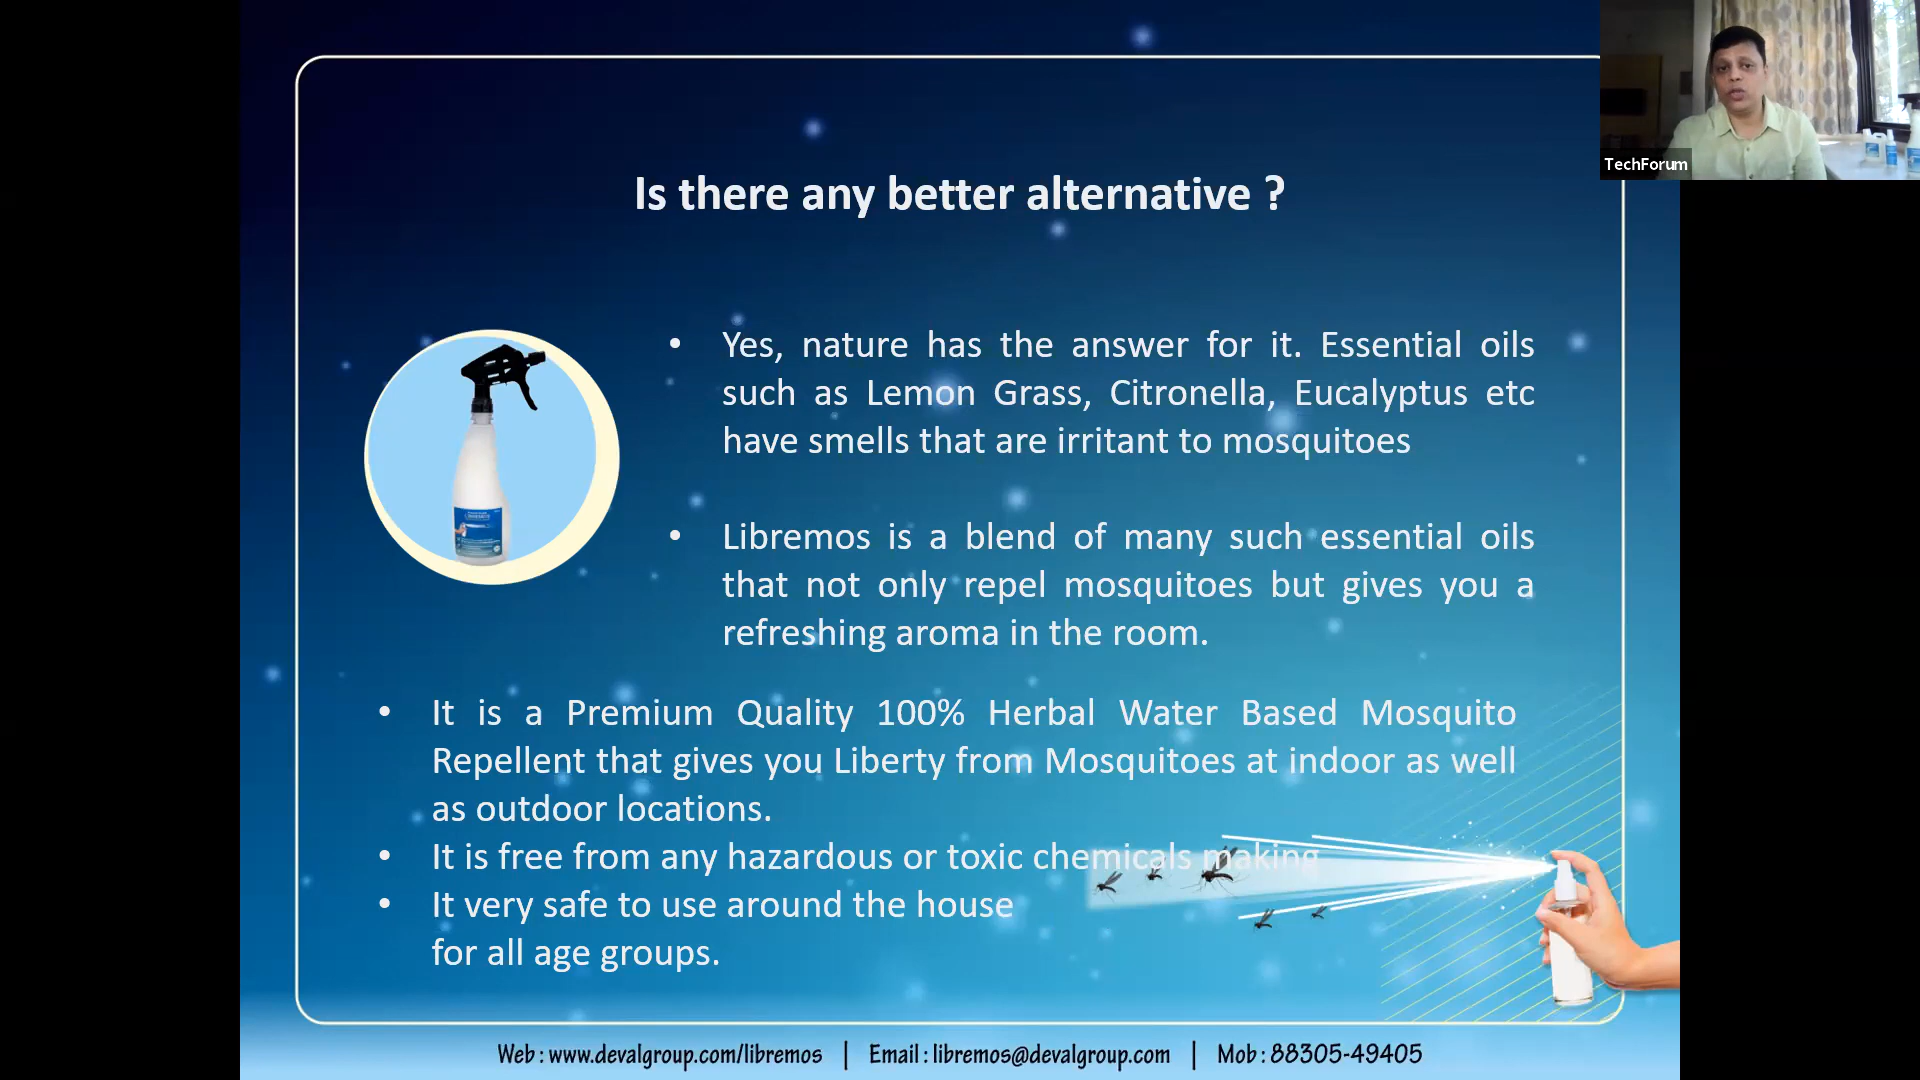 TechForum
Is there any better alternative ?
• Yes, nature has the answer for it. Essential oils
such as Lemon Grass, Citronella, Eucalyptus etc
have smells that are irritant to mosquitoes
• Libremos is a blend of many such essential oils
that not only repel mosquitoes but gives you a
refreshing aroma in the room.
• It is a Premium Quality 100% Herbal Water Based Mosquito
Repellent that gives you Liberty from Mosquitoes at indoor as well
as outdoor locations.
• It is free from any hazardous or toxic chemicals making
• It very safe to use around the house
for all age groups.
Web : www.devalgroup.com/libremos | Email : libremos@devalgroup.com | Mob : 88305-49405